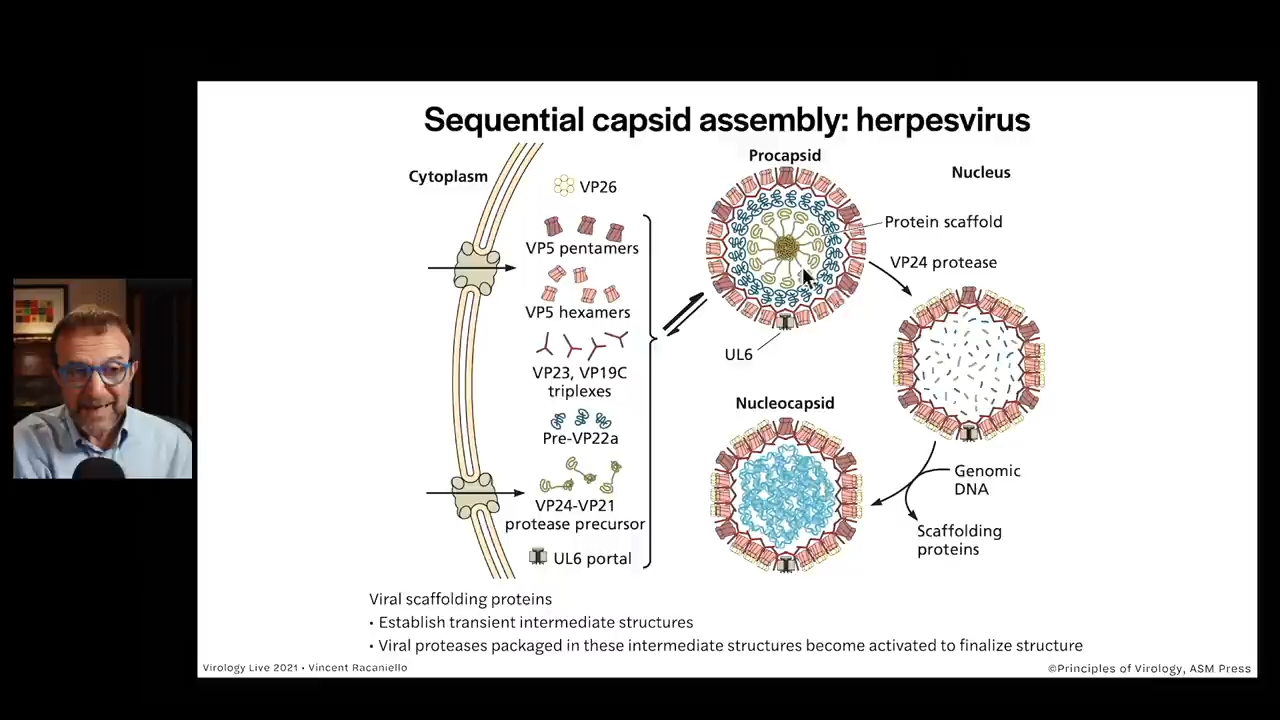 Sequential capsid assembly: herpesvirus
Cytoplasm
VP26
VP5 pentamers
VP5 hexamers
VP23, VP19C
triplexes
Pre-VP22a
VP24-VP21
protease precursor
UL6 portal
Procapsid
Nucleus
Protein scaffold
VP24 protease
UL6
Nucleocapsid
Genomic
DNA
Scaffolding
proteins
Viral scaffolding proteins
• Establish transient intermediate structures
• Viral proteases packaged in these intermediate structures become activated to finalize structure
Virology Live 2021 • Vincent Racaniello
©Principles of Virology, ASM Press